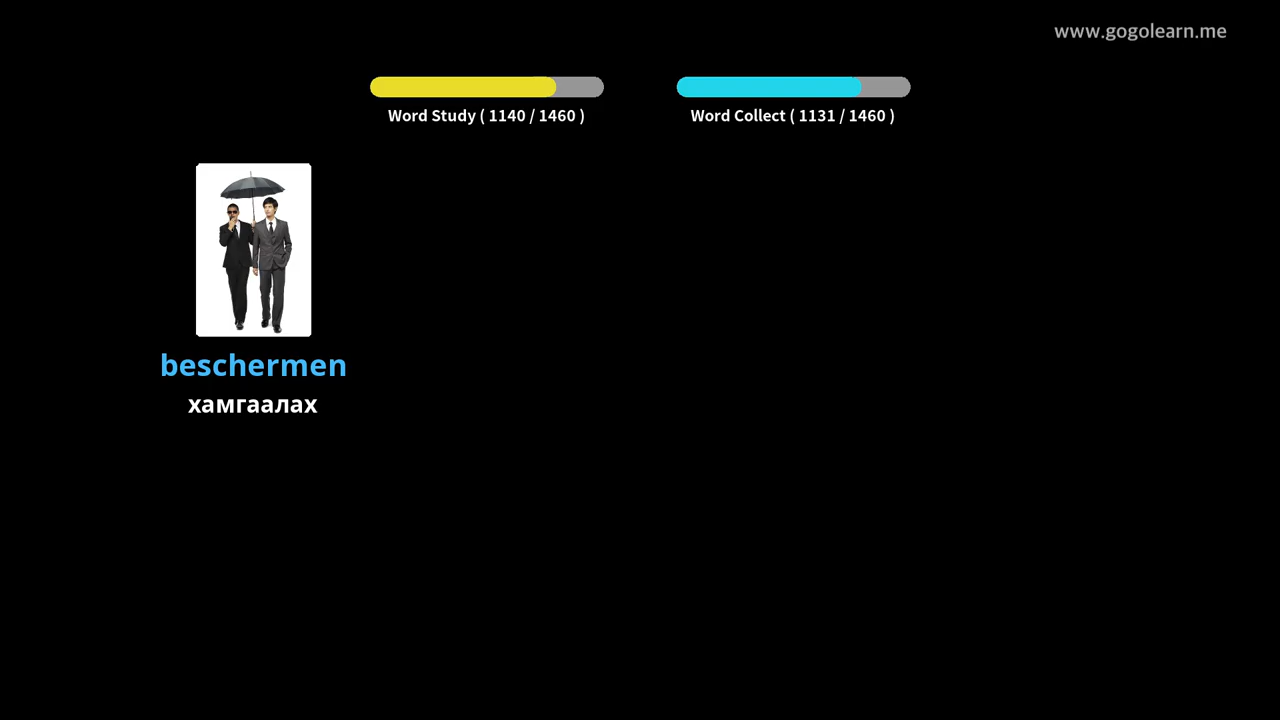 www.gogolearn.me
Word Study ( 1140 / 1460 )
Word Collect ( 1131 / 1460 )
beschermen
хамгаалах